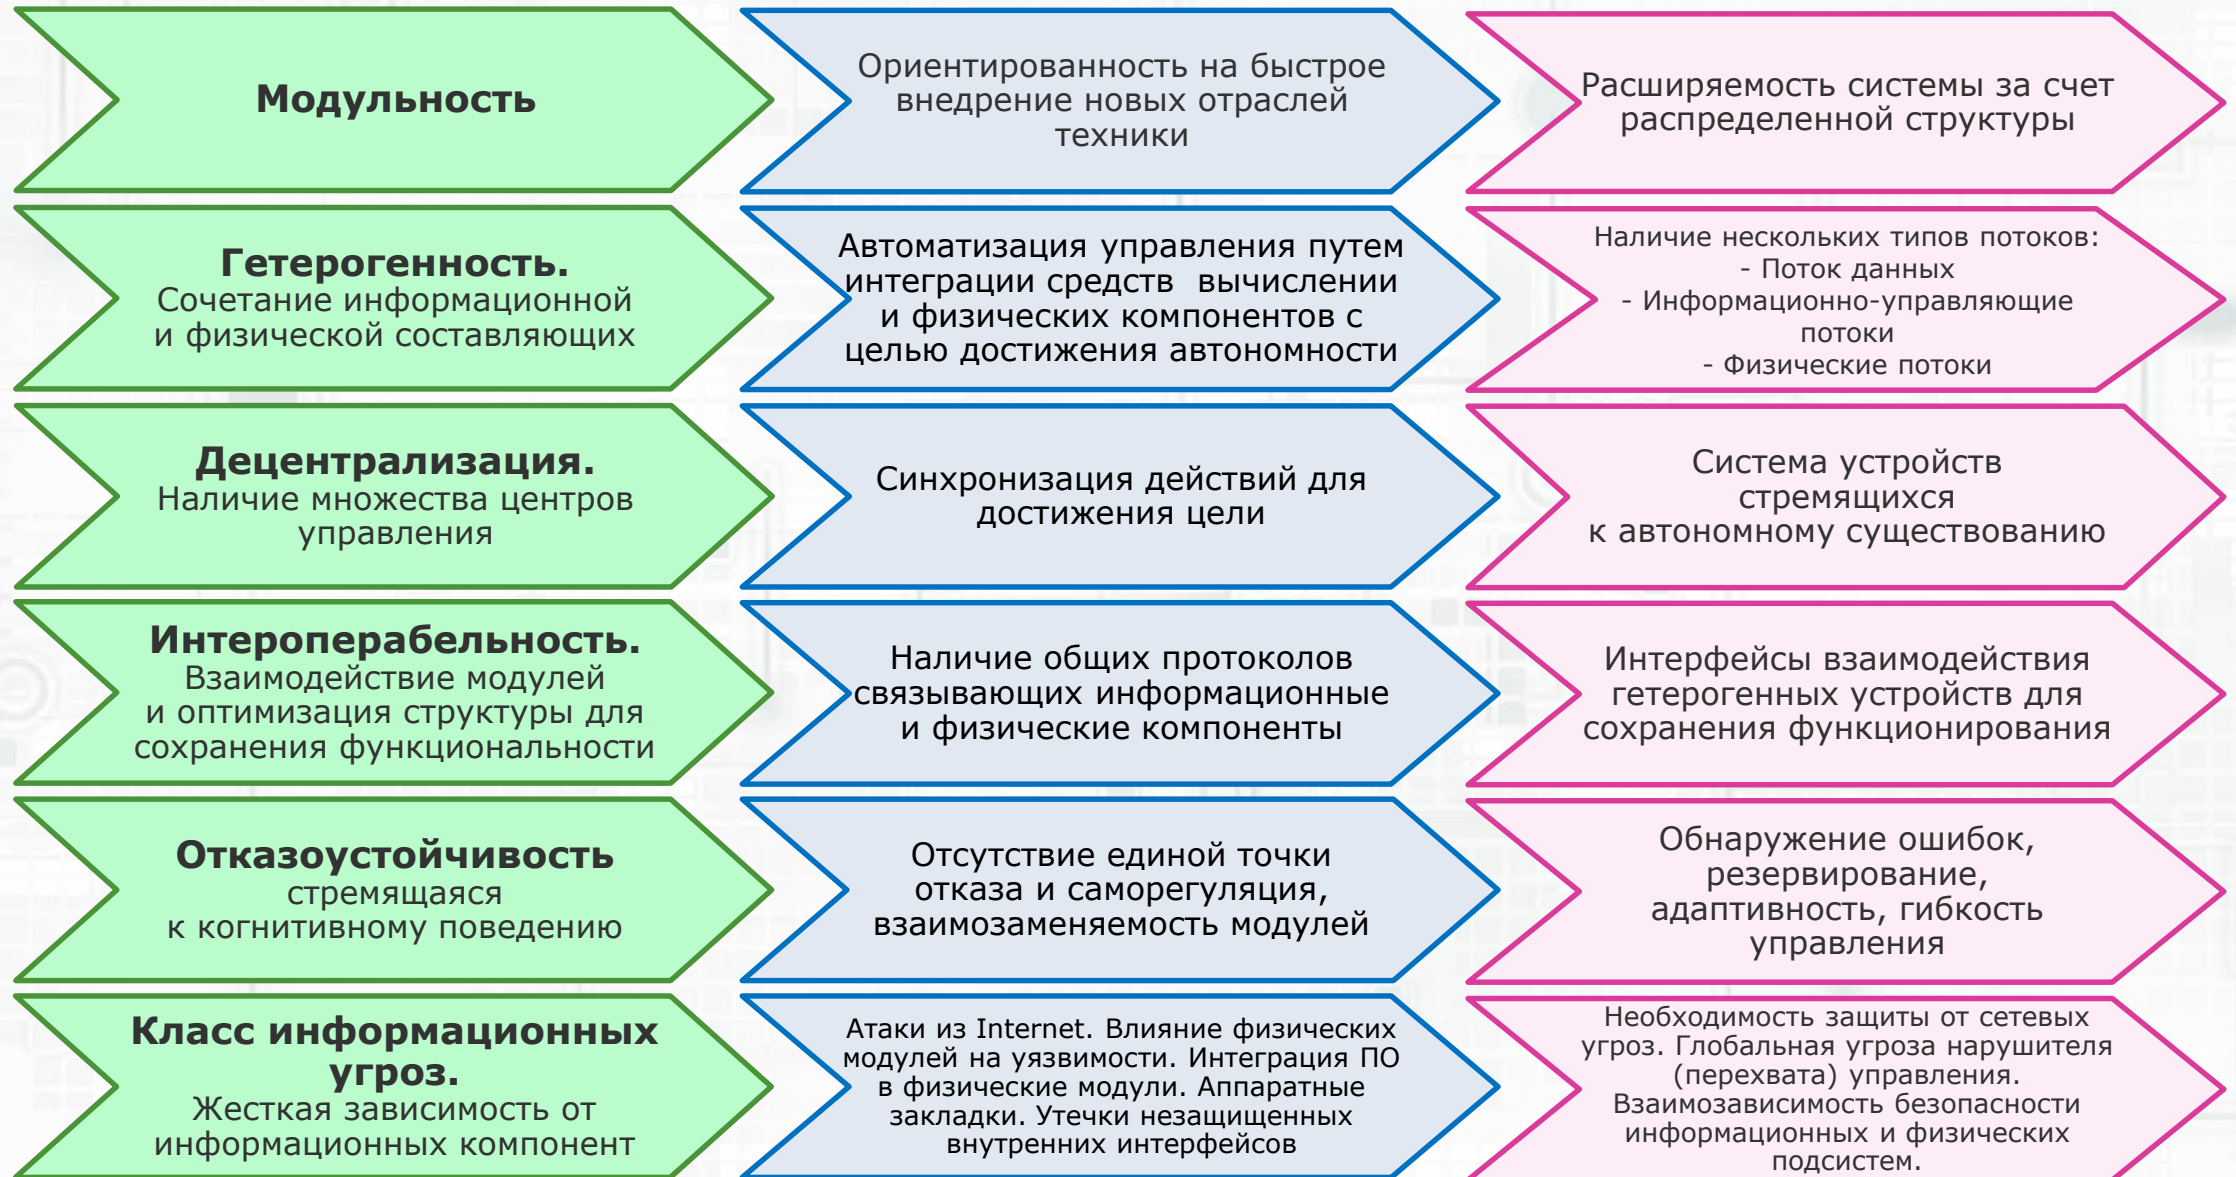 Модульность
Ориентированность на быстрое
внедрение новых отраслей
техники
Расширяемость системы за счет
распределенной структуры
Гетерогенность.
Сочетание информационной
и физической составляющих
Автоматизация управления путем
интеграции средств  вычислении
и физических компонентов с
целью достижения автономности
Наличие нескольких типов потоков:
- Поток данных
- Информационно-управляющие
потоки
- Физические потоки
Децентрализация.
Наличие множества центров
управления
Синхронизация действий для
достижения цели
Система устройств
стремящихся
к автономному существованию
Интероперабельность.
Взаимодействие модулей
и оптимизация структуры для
сохранения функциональности
Наличие общих протоколов
связывающих информационные
и физические компоненты
Интерфейсы взаимодействия
гетерогенных устройств для
сохранения функционирования
Отказоустойчивость
стремящаяся
к когнитивному поведению
Отсутствие единой точки
отказа и саморегуляция,
взаимозаменяемость модулей
Обнаружение ошибок,
резервирование,
адаптивность, гибкость
управления
Класс информационных
угроз.
Жесткая зависимость от
информационных компонент
Атаки из Internet. Влияние физических
модулей на уязвимости. Интеграция ПО
в физические модули. Аппаратные
закладки. Утечки незащищенных
внутренних интерфейсов
Необходимость защиты от сетевых
угроз. Глобальная угроза нарушителя
(перехвата) управления.
Взаимозависимость безопасности
информационных и физических
подсистем.